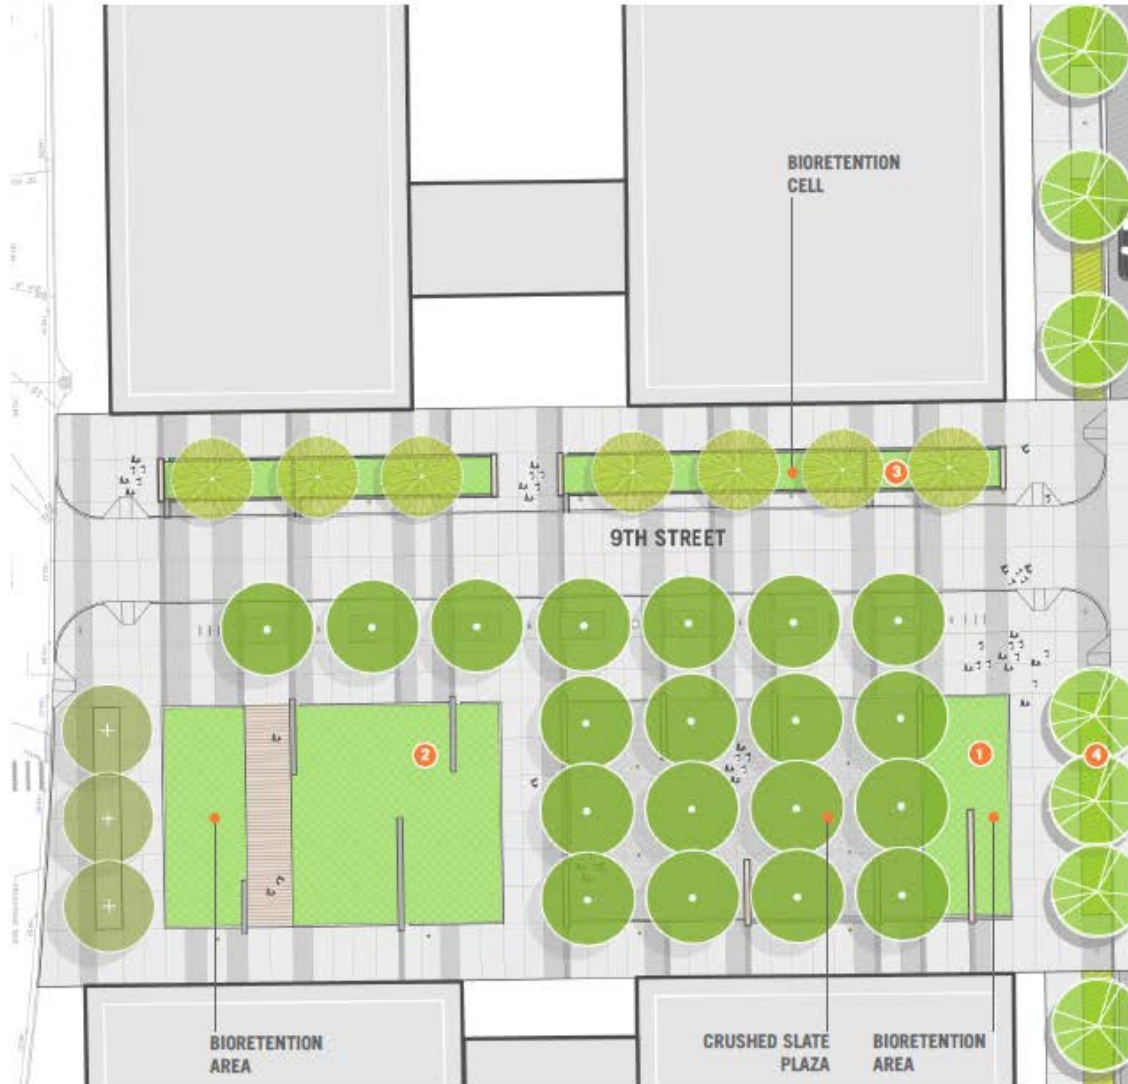 BIORETENTION
CELL
3
9TH STREET
2
1
4
BIORETENTION
AREA
CRUSHED SLATE
PLAZA
BIORETENTION
AREA